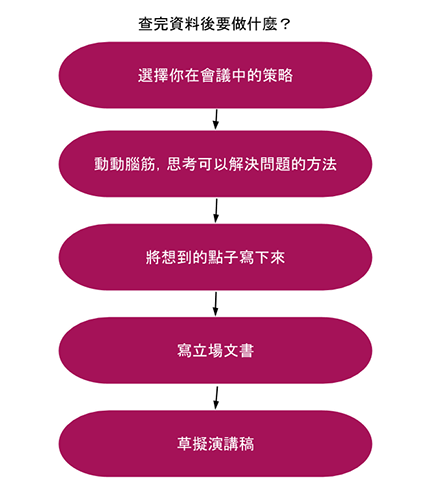 查完資料後要做什麼？
選擇你在會議中的策略
動動腦筋, 思考可以解決問題的方法
將想到的點子寫下來
寫立場文書
草擬演講稿